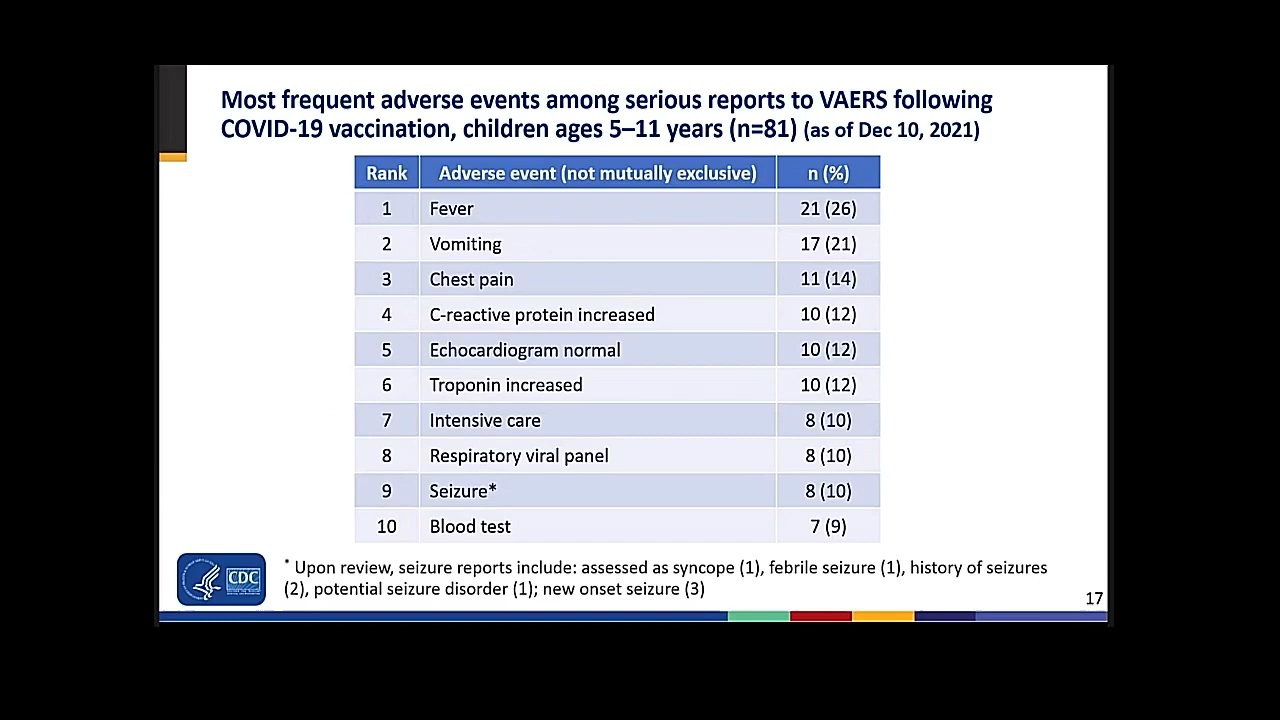 Most frequent adverse events among serious reports to VAERS following
COVID-19 vaccination, children ages 5–11 years (n=81) (as of Dec 10, 2021)
Rank Adverse event (not mutually exclusive) n (%)
1 Fever 21 (26)
2 Vomiting 17 (21)
3 Chest pain 11 (14)
4 C-reactive protein increased 10 (12)
5 Echocardiogram normal 10 (12)
6 Troponin increased 10 (12)
7 Intensive care 8 (10)
8 Respiratory viral panel 8 (10)
9 Seizure* 8 (10)
10 Blood test 7 (9)
* Upon review, seizure reports include: assessed as syncope (1), febrile seizure (1), history of seizures
(2), potential seizure disorder (1); new onset seizure (3)
CDC
17